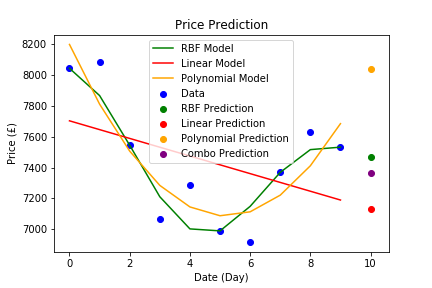 Price Prediction
8200
8000
7800
7600
7400
7200
7000
Price (£)
RBF Model
Linear Model
Polynomial Model
Data
RBF Prediction
Linear Prediction
Polynomial Prediction
Combo Prediction
0 2 4 6 8 10
Date (Day)